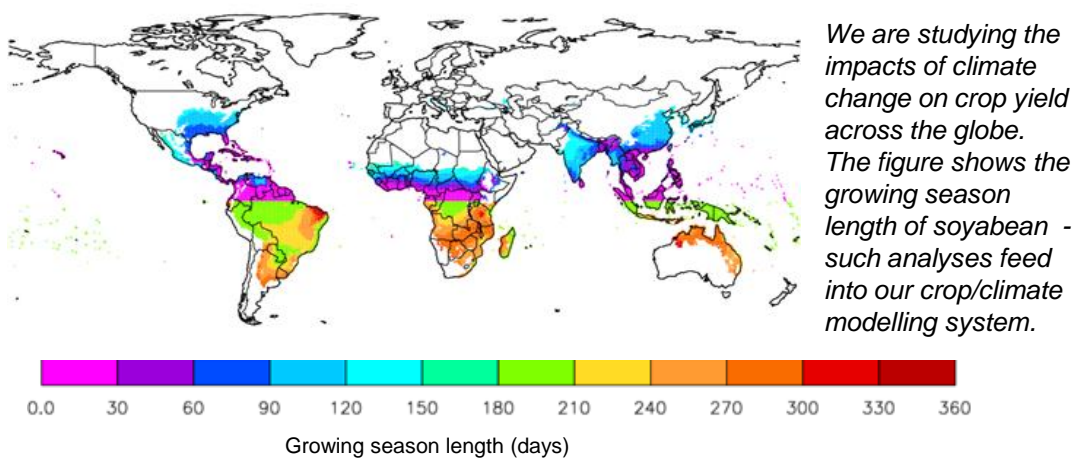 We are studying the
impacts of climate
change on crop yield
across the globe.
The figure shows the
growing season
length of soyabean -
such analyses feed
into our crop/climate
modelling system.
0.0 30 60 90 120 150 180 210 240 270 300 330 360
Growing season length (days)